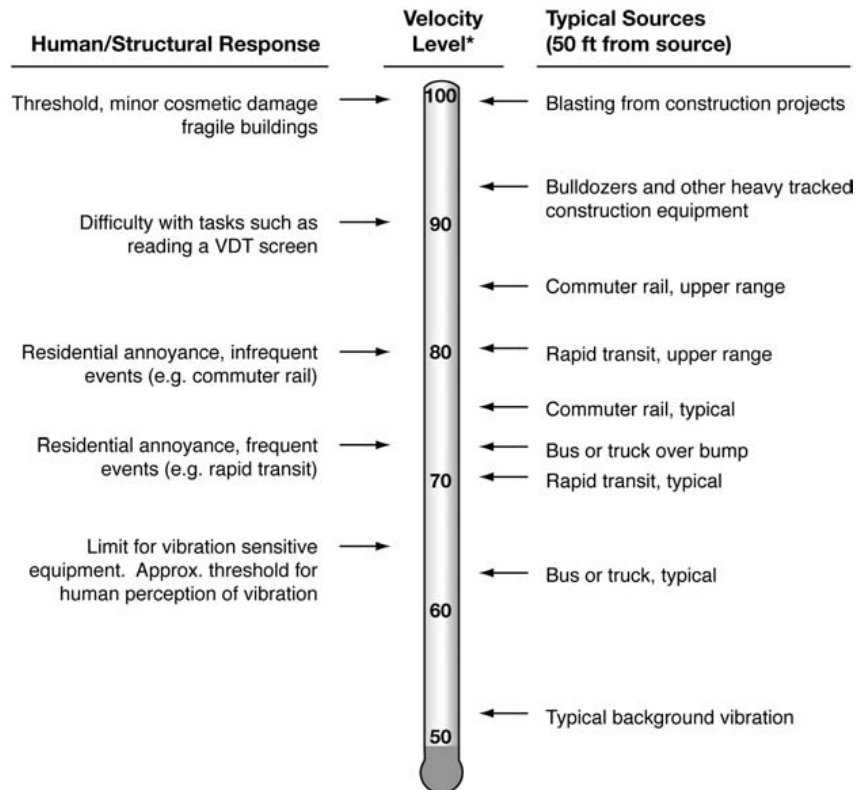 Human/Structural Response
Velocity
Level*
Typical Sources
(50 ft from source)
Threshold, minor cosmetic damage
fragile buildings
100
Blasting from construction projects
Bulldozers and other heavy tracked
construction equipment
Difficulty with tasks such as
reading a VDT screen
90
Commuter rail, upper range
Residential annoyance, infrequent
events (e.g. commuter rail)
80
Rapid transit, upper range
Commuter rail, typical
Residential annoyance, frequent
events (e.g. rapid transit)
Bus or truck over bump
70
Rapid transit, typical
Limit for vibration sensitive
equipment. Approx. threshold for
human perception of vibration
Bus or truck, typical
60
Typical background vibration
50